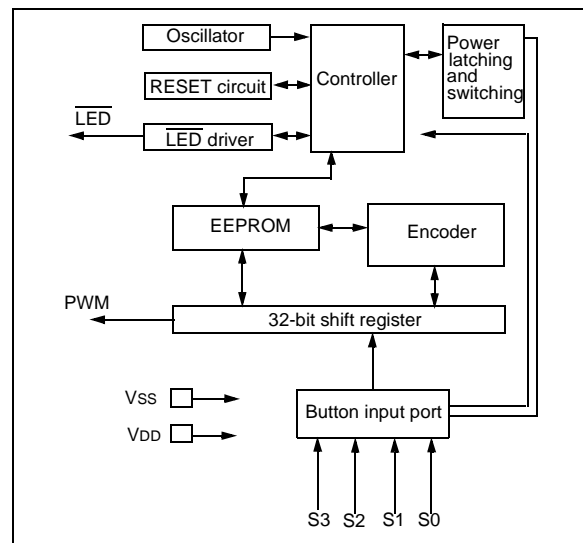 Oscillator
Controller
Power
latching
and
switching
RESET circuit
LED
LED driver
EEPROM
Encoder
PWM
32-bit shift register
VSS
VDD
Button input port
S3 S2 S1 S0